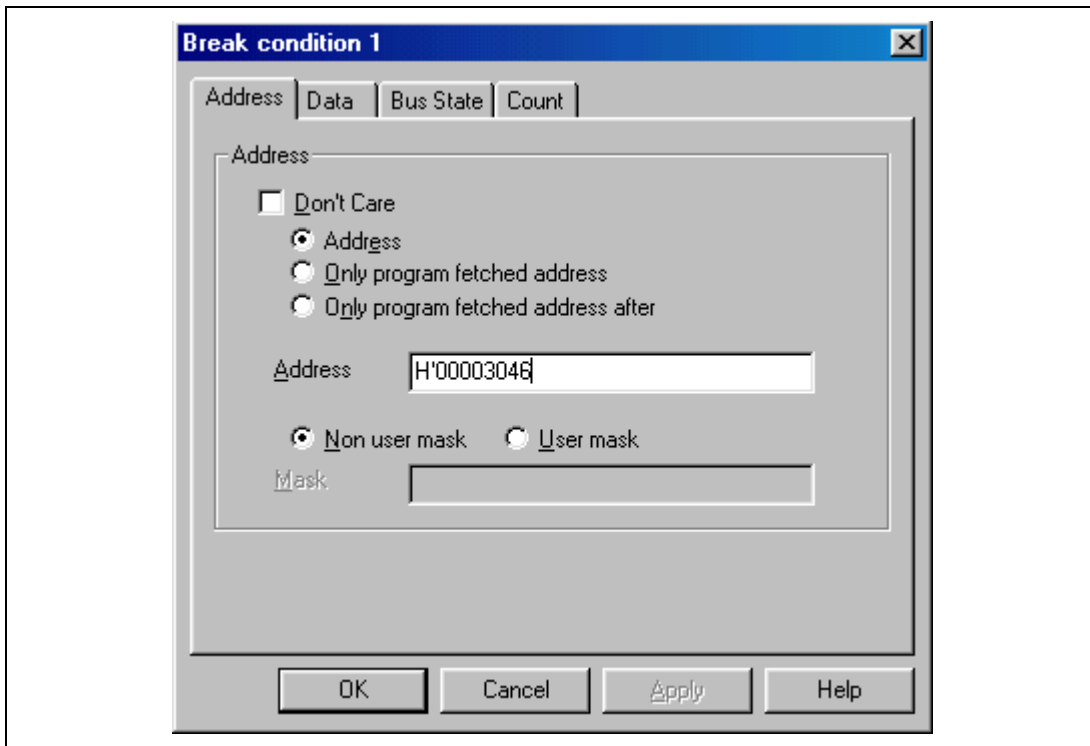 Break condition 1
Address Data Bus State Count
Address
Don't Care
Address
Only program fetched address
Only program fetched address after
Address H'00003046
Non user mask User mask
Mask
OK Cancel Apply Help